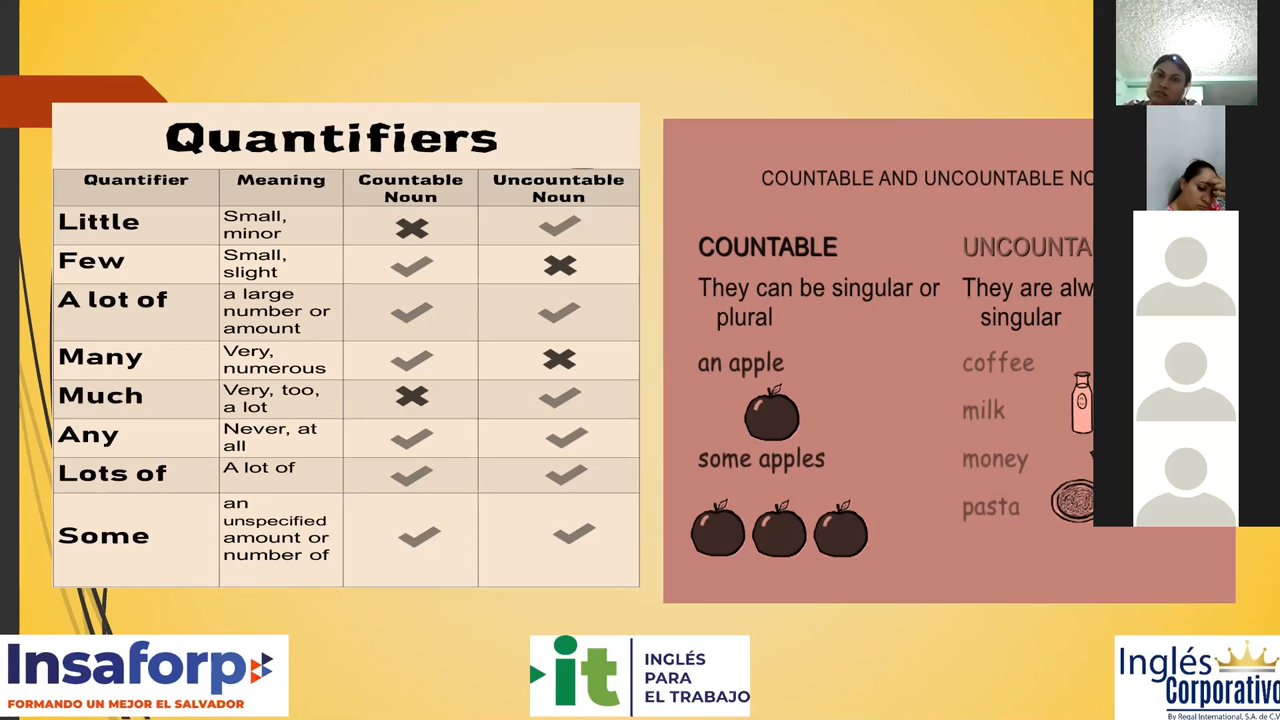 Quantifiers
Quantifier Meaning Countable Noun Uncountable Noun
Little Small, minor
Few Small, slight
A lot of a large number or amount
Many Very, numerous
Much Very, too, a lot
Any Never, at all
Lots of A lot of
Some an unspecified amount or number of
COUNTABLE AND UNCOUNTABLE
COUNTABLE
They can be singular or
plural
an apple
some apples
They are
singular
coffee
milk
money
pasta
Insaforp
FORMANDO UN MEJOR EL SALVADOR
it
INGLÉS
PARA
EL TRABAJO
Inglés
Corporativo
By Regal International, S.A. de C.V.